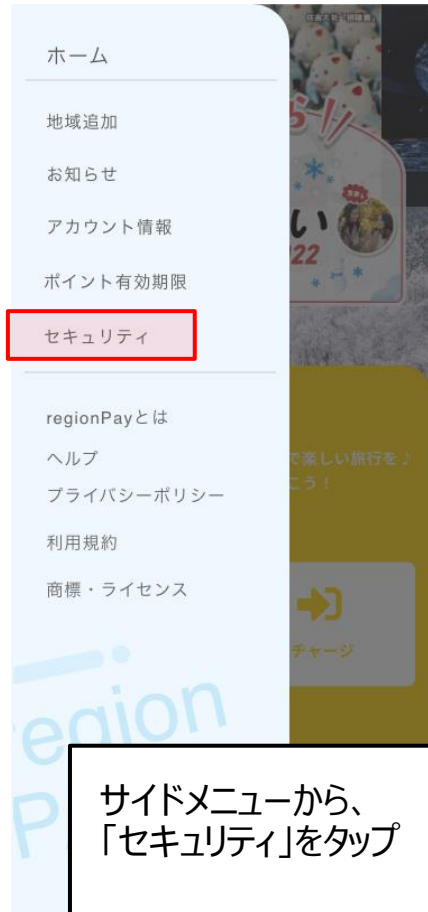 ホーム
地域追加
お知らせ
アカウント情報
ポイント有効期限
セキュリティ
regionPayとは
ヘルプ
プライバシーポリシー
利用規約
商標・ライセンス
region
P
い
22
で楽しい旅行を♪
こう！
チャージ
サイドメニューから、
「セキュリティ」をタップ